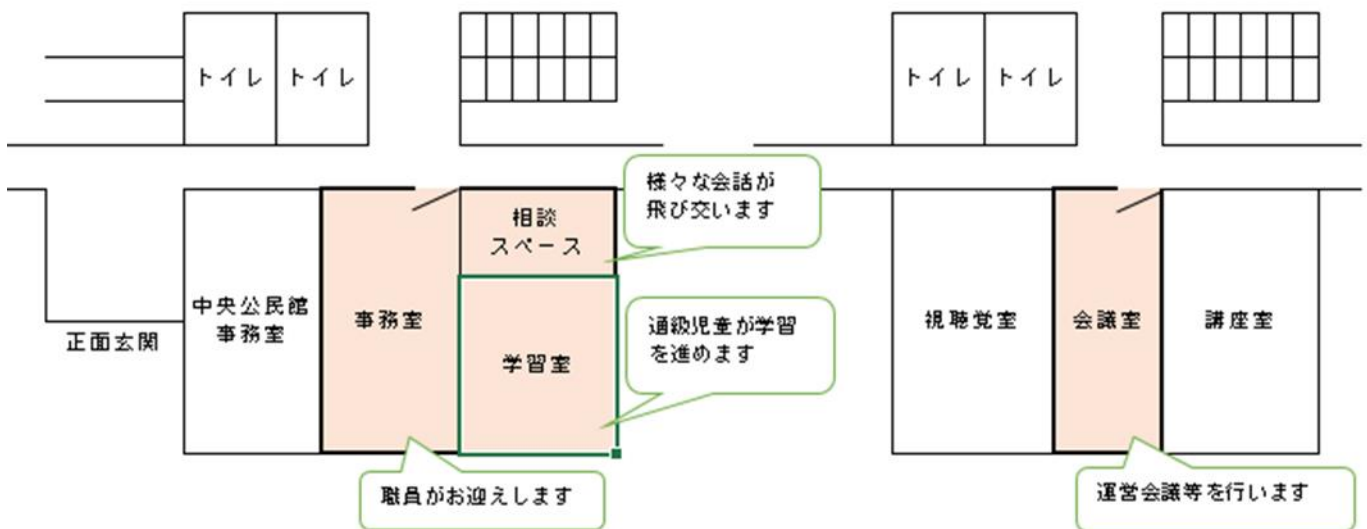 トイレ
トイレ
トイレ
トイレ
様々な会話が
飛び交います
相談
スペース
中央公民館
事務室
事務室
正面玄関
学習室
通級児童が学習
を進めます
視聴覚室
会議室
講座室
職員がお迎えします
運営会議等を行います